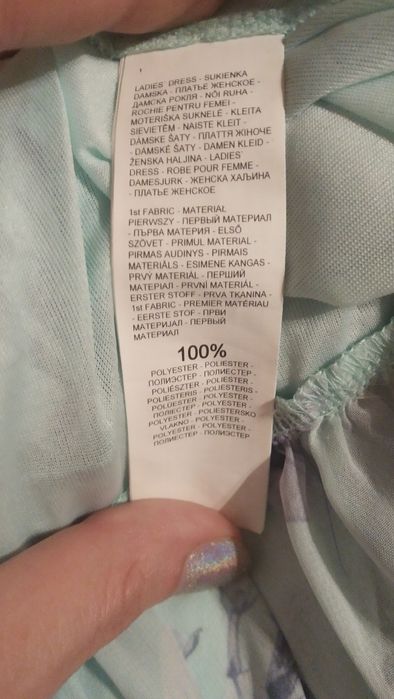 LADIES' DRESS - SUKIENKA
DAMSKA - ПЛАТЬЕ ЖЕНСКОЕ -
ДАМСКА РОКЛЯ - NŐI RUHA -
ROCHIE PENTRU FEMEI -
MOTERIŠKA SUKNELĖ - KLEITA
SIEVIETĒM - NAISTE KLEIT -
DÁMSKE ŠATY - ПЛАТТЯ ЖІНОЧЕ
- DÁMSKÉ ŠATY - DAMEN KLEID -
ŽENSKA HALJINA - LADIES
DRESS - ROBE POUR FEMME -
DAMESJURK - ЖЕНСКА ХАЉИНА
- ПЛАТЬЕ ЖЕНСКОЕ
1st FABRIC - MATERIAŁ
PIERWSZY - ПЕРВЫЙ МАТЕРИАЛ
- ПЪРВА МАТЕРИЯ - ELSŐ
SZÖVET - PRIMUL MATERIAL -
PIRMAS AUDINYS - PIRMAIS
MATERIĀLS - ESIMENE KANGAS -
PRVÝ MATERIÁL - ПЕРШИЙ
МАТЕРІАЛ - PRVNÍ MATERIÁL -
ERSTER STOFF - PRVA TKANINA -
1st FABRIC - PREMIER MATÉRIAU
- EERSTE STOF - ПРВИ
МАТЕРИЈАЛ - ПЕРВЫЙ
МАТЕРИАЛ
100%
POLYESTER - POLIESTER -
ПОЛИЭСТЕР - ПОЛИЕСТЕР -
POLIÉSZTER - POLIESTER -
POLIESTERIS - POLIESTERIS -
POLÜESTER - POLYESTER -
ПОЛІЕСТЕР - POLYESTER -
POLYESTER - POLIESTERSKO
VLAKNO - POLYESTER -
POLYESTER - POLYESTER -
ПОЛИЕСТЕР - ПОЛИЭСТЕР